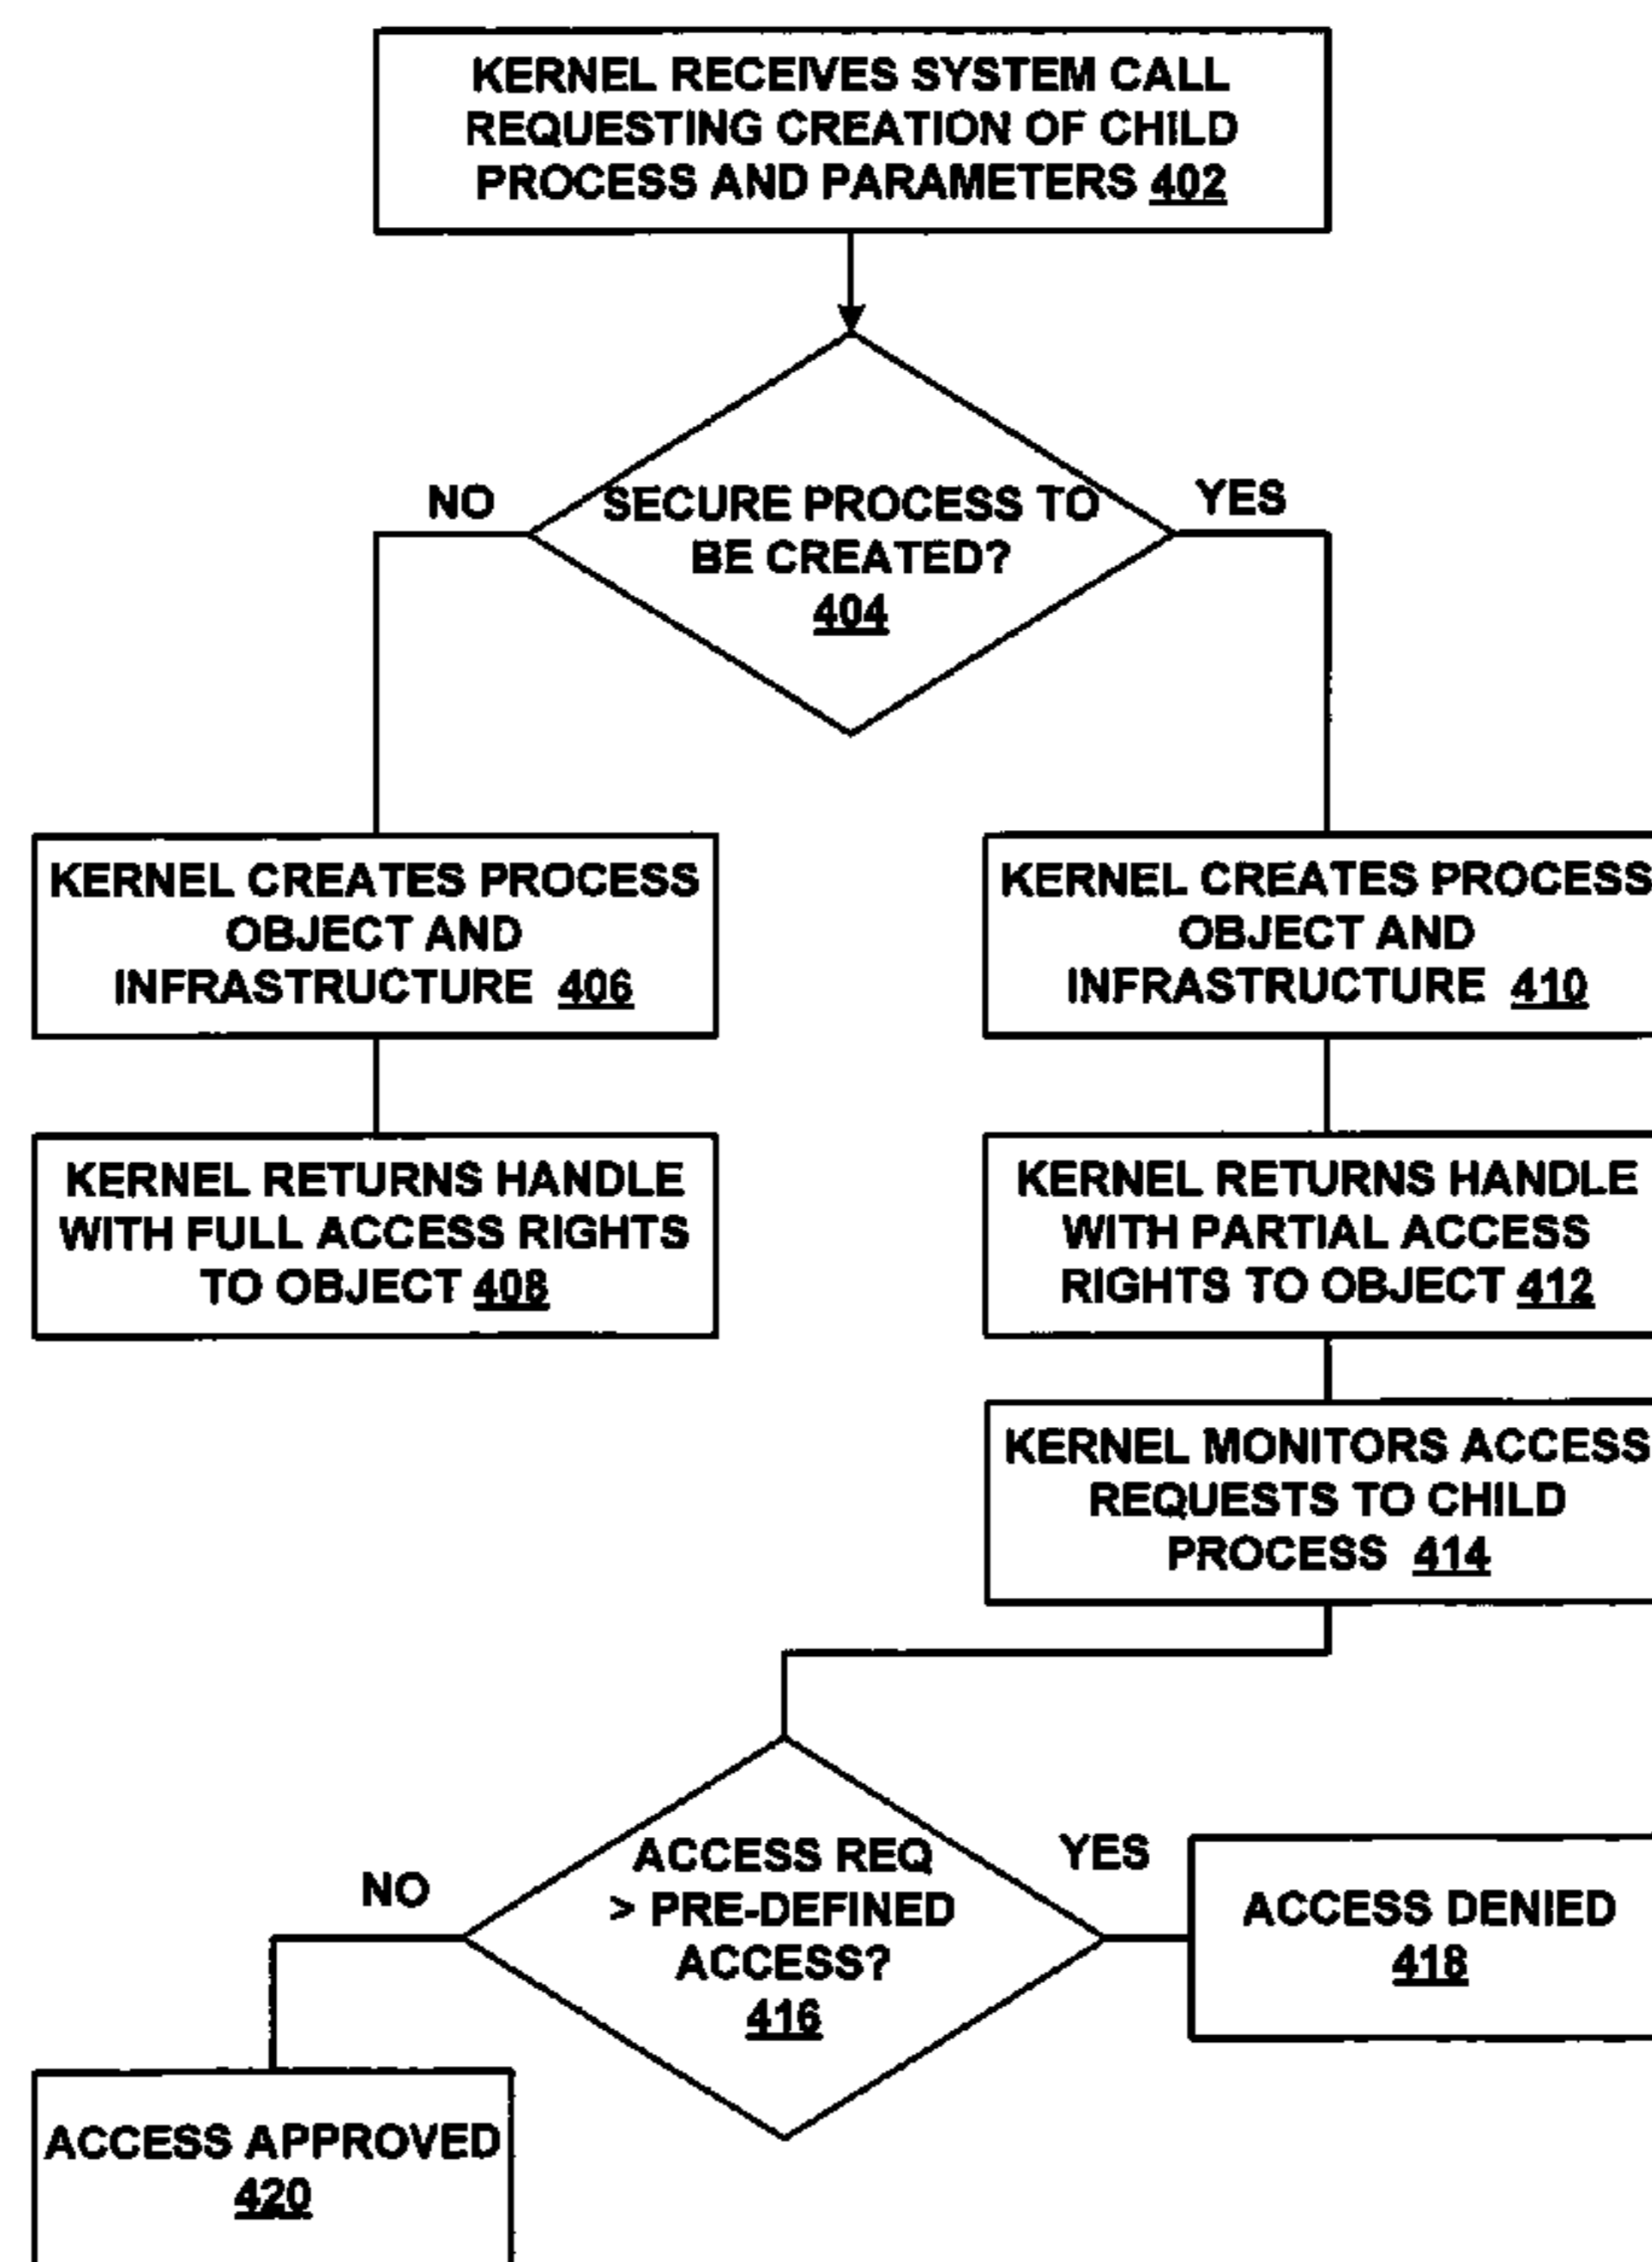 KERNEL RECEIVES SYSTEM CALL
REQUESTING CREATION OF CHILD
PROCESS AND PARAMETERS 402
NO
YES
SECURE PROCESS TO
BE CREATED?
404
KERNEL CREATES PROCESS
OBJECT AND
INFRASTRUCTURE 406
KERNEL CREATES PROCESS
OBJECT AND
INFRASTRUCTURE 410
KERNEL RETURNS HANDLE
WITH FULL ACCESS RIGHTS
TO OBJECT 408
KERNEL RETURNS HANDLE
WITH PARTIAL ACCESS
RIGHTS TO OBJECT 412
KERNEL MONITORS ACCESS
REQUESTS TO CHILD
PROCESS 414
NO
ACCESS REQ
> PRE-DEFINED
ACCESS?
416
YES
ACCESS DENIED
418
ACCESS APPROVED
420